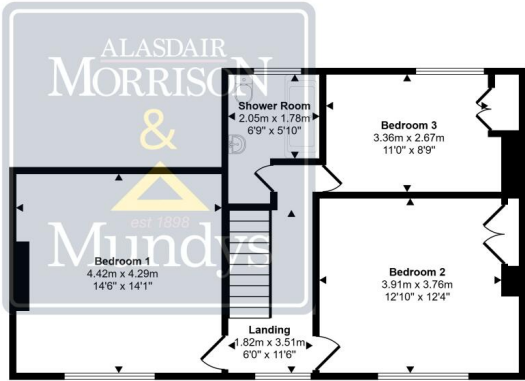 ALASDAIR
MORRISON
&
est 1898
Mundys
Shower Room
2.05m x 1.78m
6'9" x 5'10"
Bedroom 3
3.36m x 2.67m
11'0" x 8'9"
Bedroom 1
4.42m x 4.29m
14'6" x 14'1"
Bedroom 2
3.91m x 3.76m
12'10" x 12'4"
Landing
1.82m x 3.51m
6'0" x 11'6"